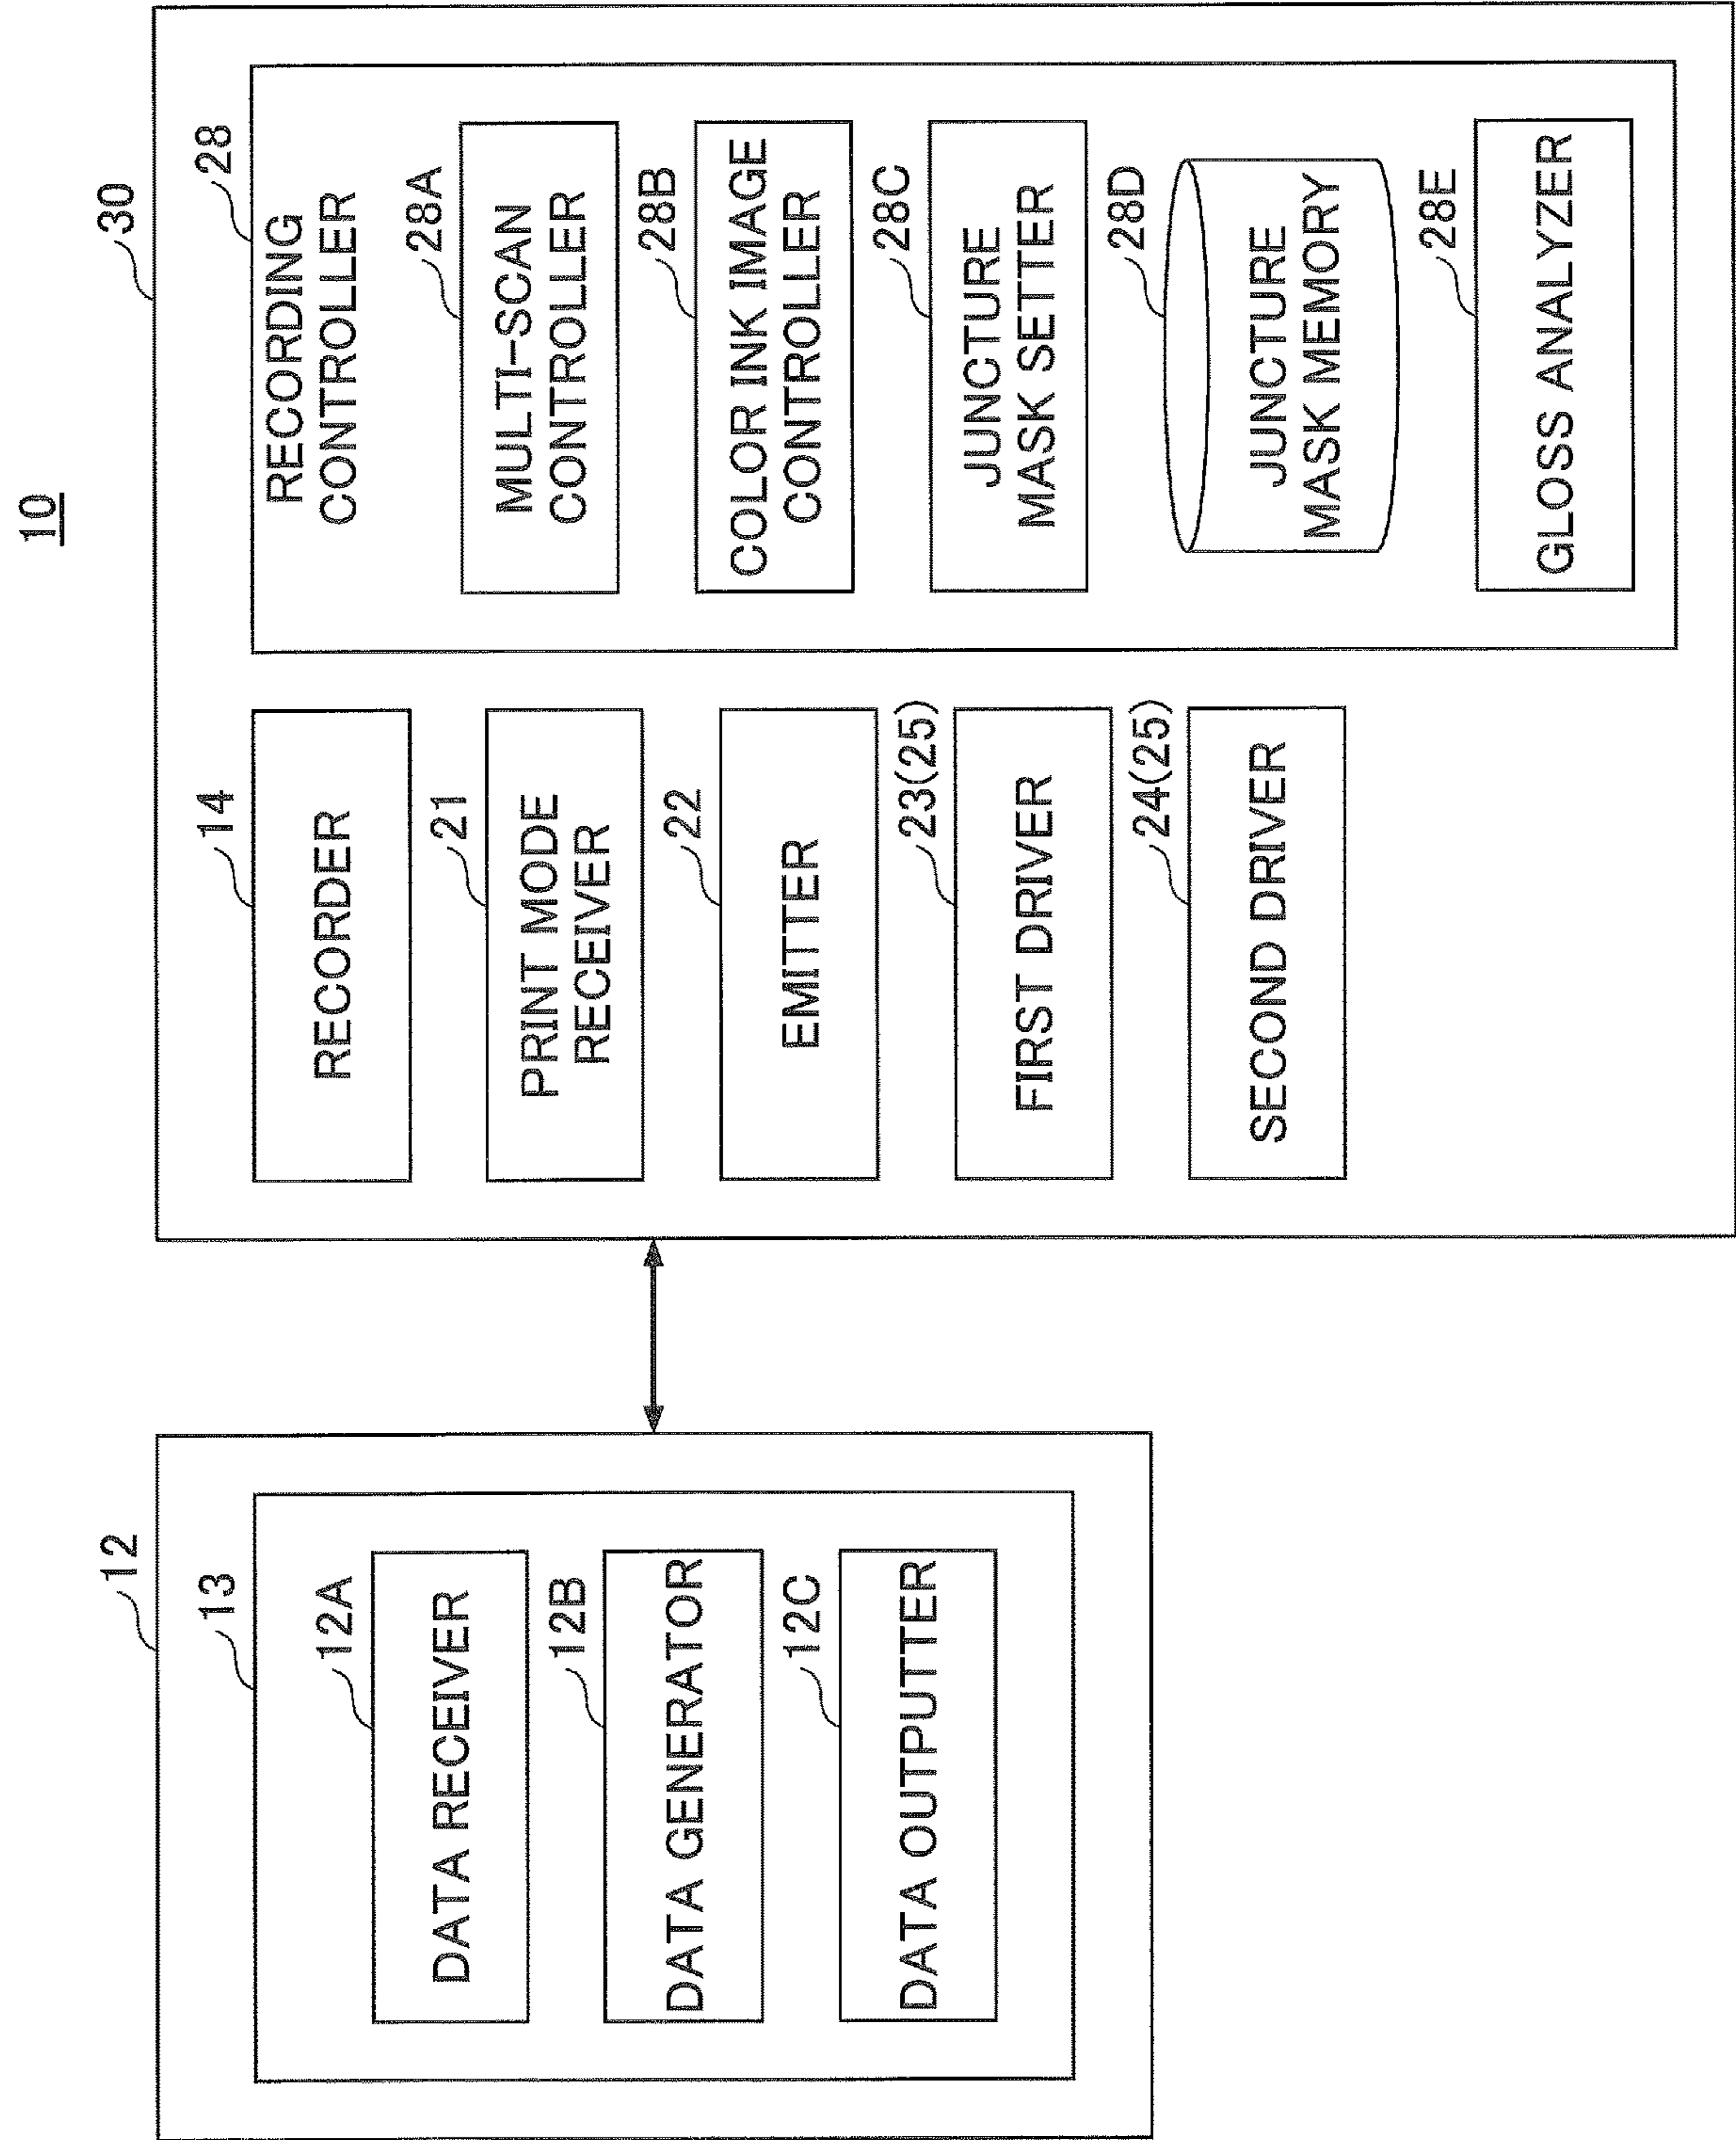 10
12
13
12A
DATA RECEIVER
12B
DATA GENERATOR
12C
DATA OUTPUTTER
30
14
RECORDER
21
PRINT MODE
RECEIVER
22
EMITTER
23(25)
FIRST DRIVER
24(25)
SECOND DRIVER
28
RECORDING
CONTROLLER
28A
MULTI-SCAN
CONTROLLER
28B
COLOR INK IMAGE
CONTROLLER
28C
JUNCTURE
MASK SETTER
28D
JUNCTURE
MASK MEMORY
28E
GLOSS ANALYZER